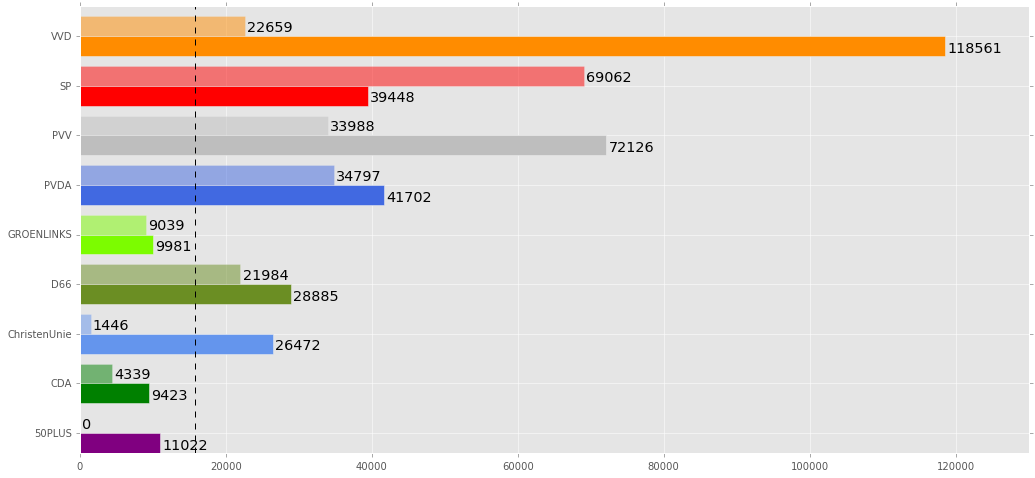 22659
VVD
118561
69062
SP
39448
33988
PVV
72126
34797
PVDA
41702
9039
GROENLINKS
9981
21984
D66
28885
1446
ChristenUnie
26472
4339
CDA
9423
0
50PLUS
11022
0 20000 40000 60000 80000 100000 120000